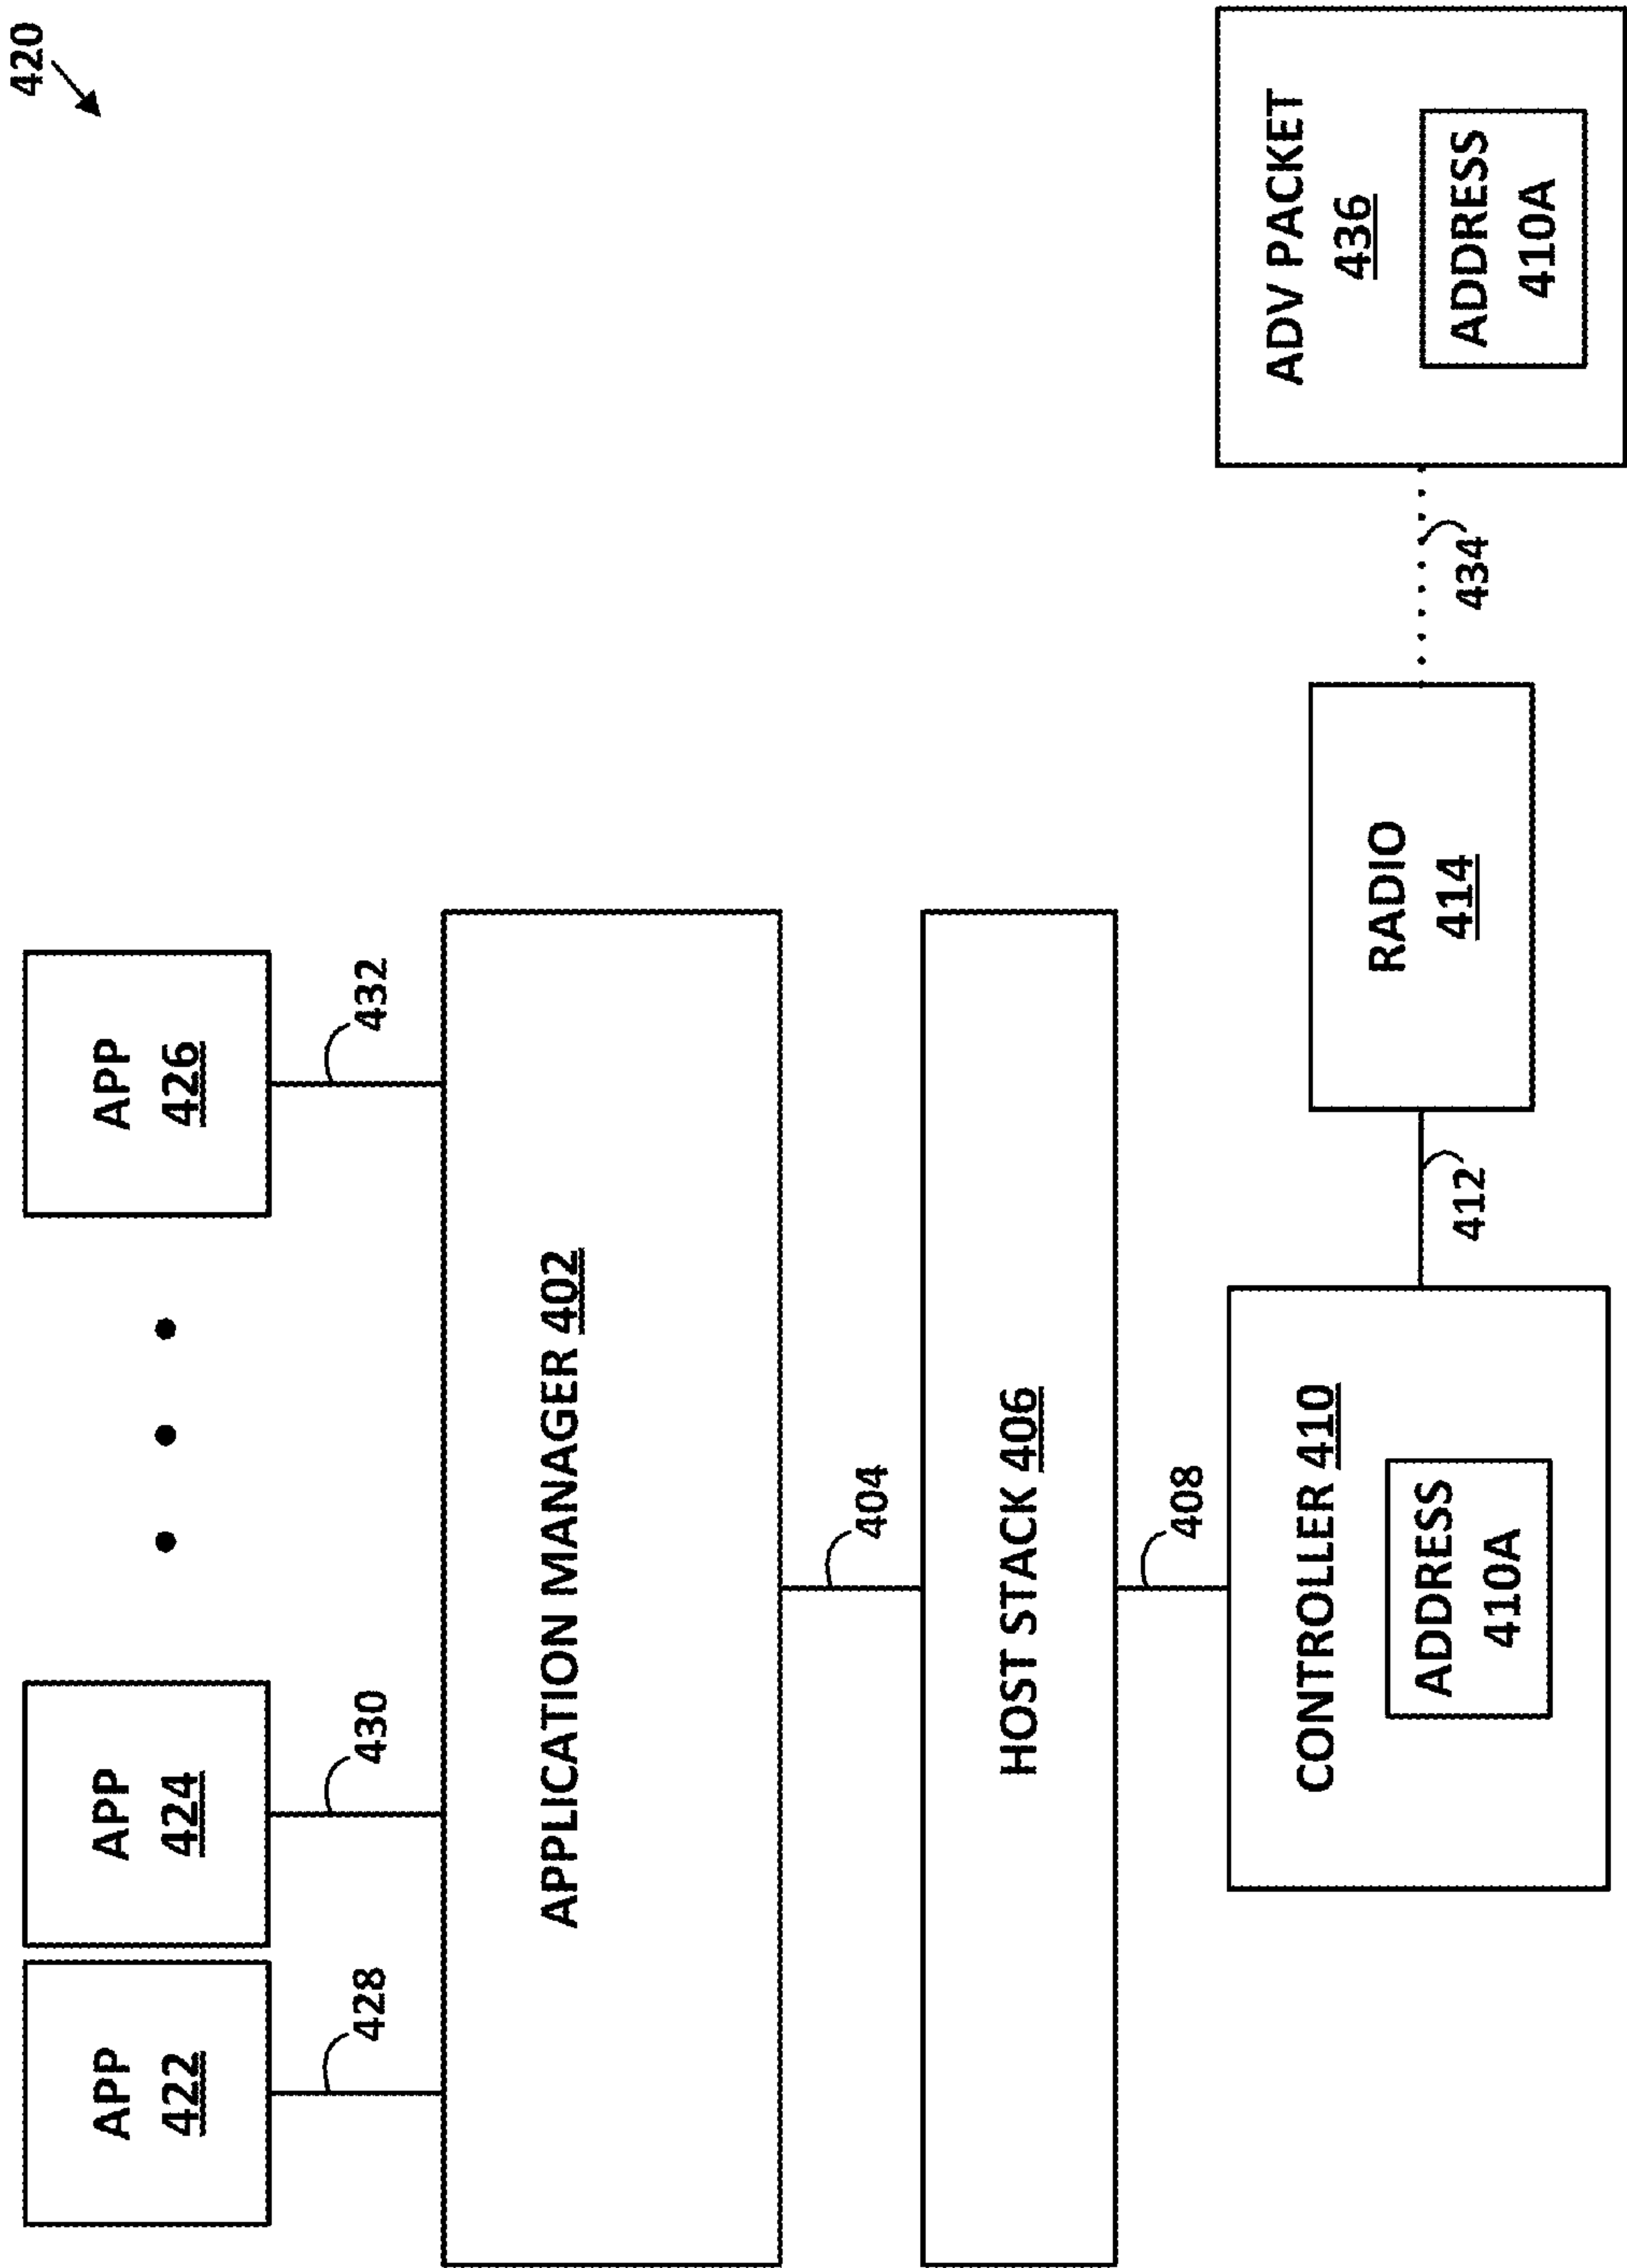 420
APP
422
APP
424
APP
426
428
430
432
APPLICATION MANAGER 402
404
HOST STACK 406
408
CONTROLLER 410
ADDRESS
410A
412
RADIO
414
434
ADV PACKET
436
ADDRESS
410A